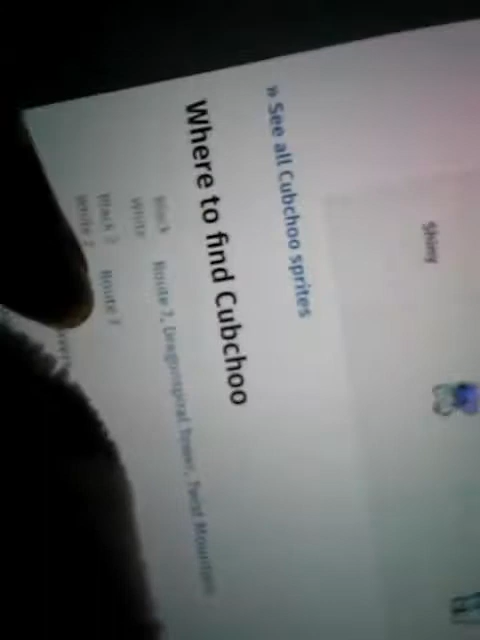 Shiny
» See all Cubchoo sprites
Where to find Cubchoo
Black
White
Route 7, Dragonspiral Tower, Twist Mountain
Black 2
White 2
Route 7